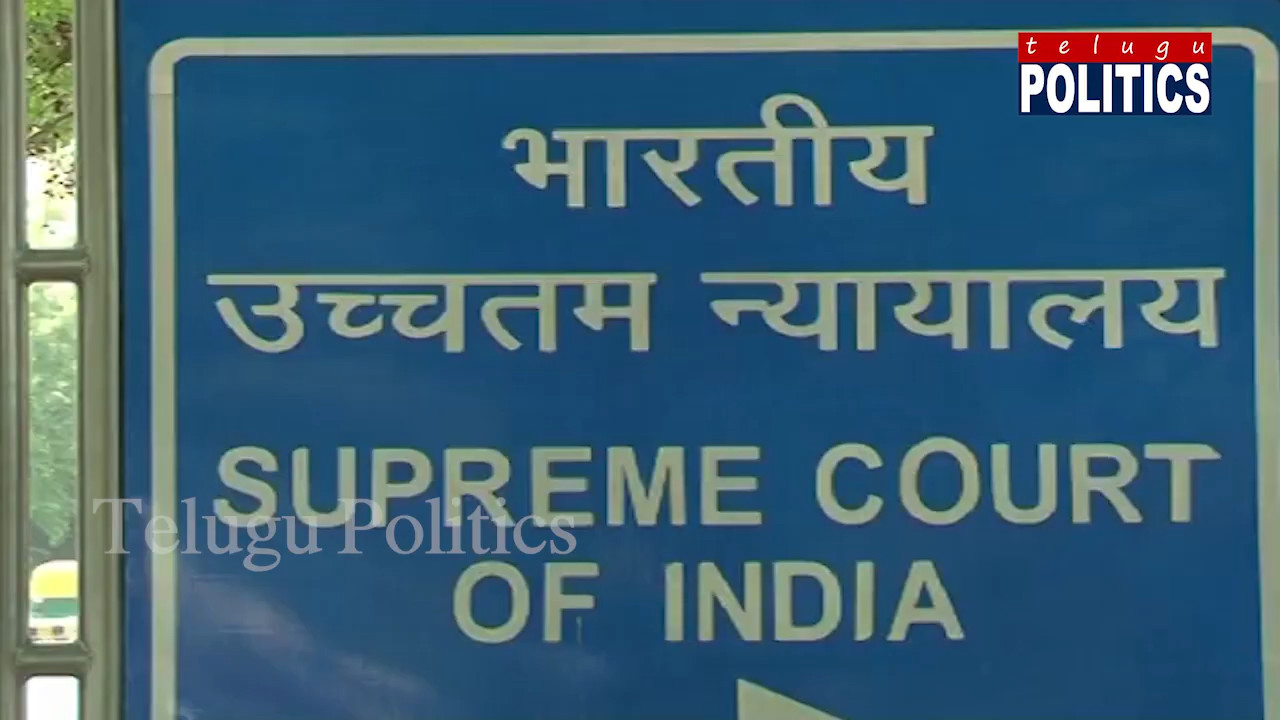 telugu
POLITICS
भारतीय
उच्चतम न्यायालय
SUPREME COURT
Telugu Politics
OF INDIA